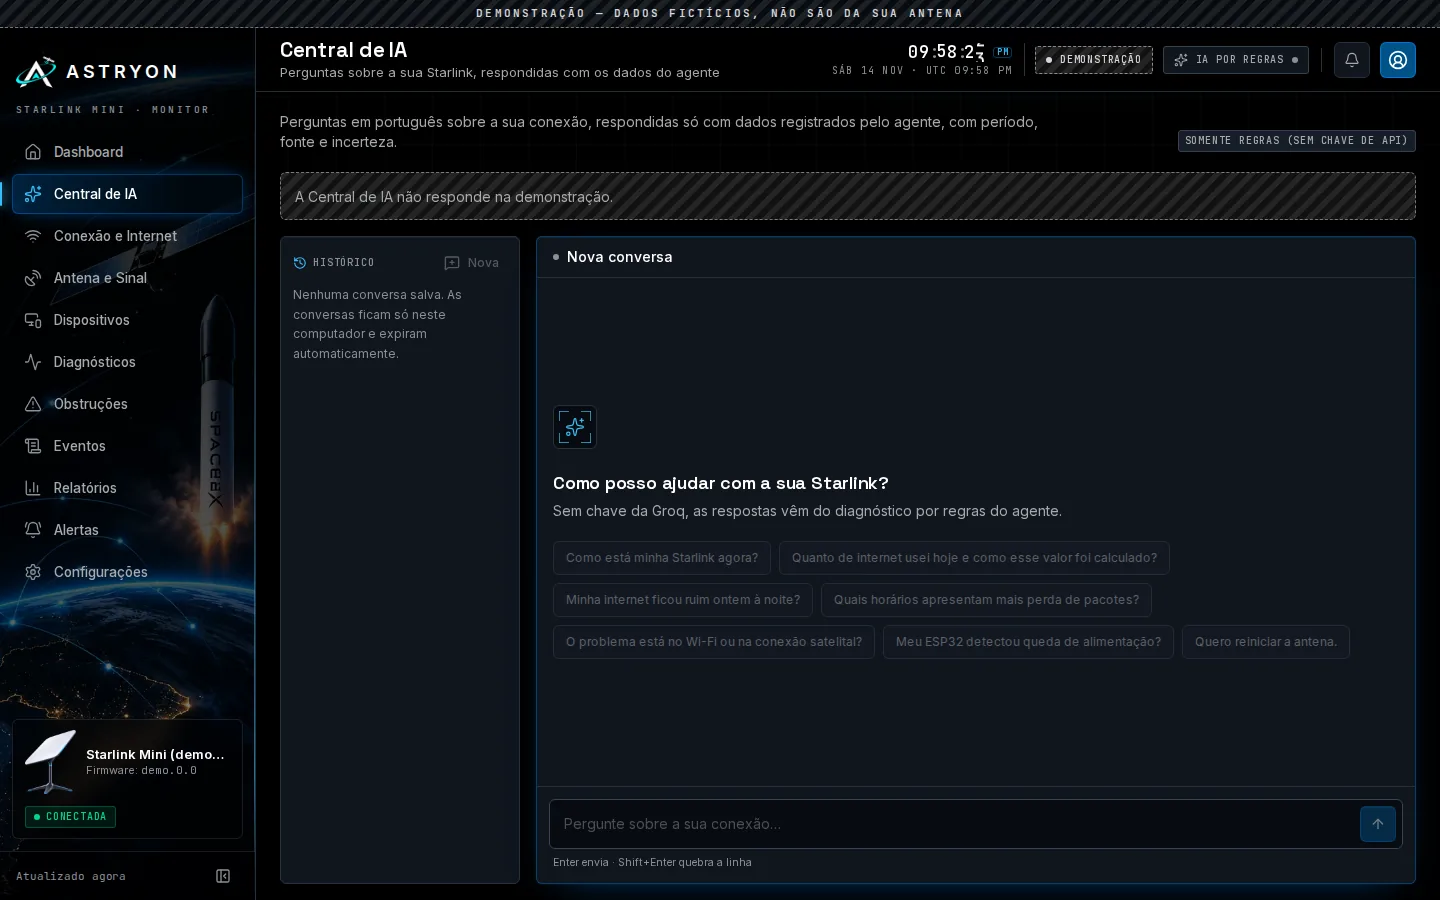 DEMONSTRAÇÃO — DADOS FICTÍCIOS, NÃO SÃO DA SUA ANTENA
ASTRYON
STARLINK MINI · MONITOR
Dashboard
Central de IA
Conexão e Internet
Antena e Sinal
Dispositivos
Diagnósticos
Obstruções
Eventos
Relatórios
Alertas
Configurações
SPACEX
Starlink Mini (demo...
Firmware: demo.0.0
CONECTADA
Atualizado agora
Central de IA
Perguntas sobre a sua Starlink, respondidas com os dados do agente
09:58:2 PM
SÁB 14 NOV · UTC 09:58 PM
DEMONSTRAÇÃO
IA POR REGRAS
Perguntas em português sobre a sua conexão, respondidas só com dados registrados pelo agente, com período,
fonte e incerteza.
SOMENTE REGRAS (SEM CHAVE DE API)
A Central de IA não responde na demonstração.
HISTÓRICO
Nova
Nenhuma conversa salva. As
conversas ficam só neste
computador e expiram
automaticamente.
Nova conversa
Como posso ajudar com a sua Starlink?
Sem chave da Groq, as respostas vêm do diagnóstico por regras do agente.
Como está minha Starlink agora?
Quanto de internet usei hoje e como esse valor foi calculado?
Minha internet ficou ruim ontem à noite?
Quais horários apresentam mais perda de pacotes?
O problema está no Wi-Fi ou na conexão satelital?
Meu ESP32 detectou queda de alimentação?
Quero reiniciar a antena.
Pergunte sobre a sua conexão...
Enter envia · Shift+Enter quebra a linha